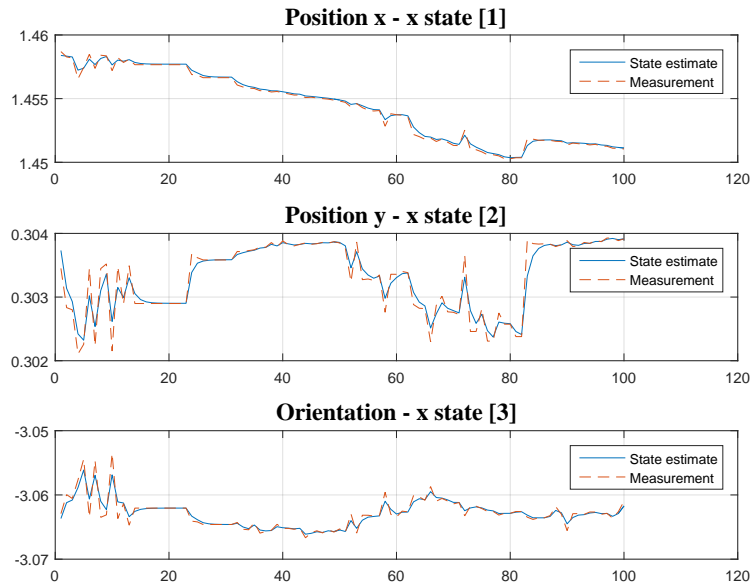 Position x - x state [1]
1.46
1.455
1.45
State estimate
Measurement
0 20 40 60 80 100 120
Position y - x state [2]
0.304
0.303
0.302
State estimate
Measurement
0 20 40 60 80 100 120
Orientation - x state [3]
-3.05
-3.06
-3.07
State estimate
Measurement
0 20 40 60 80 100 120